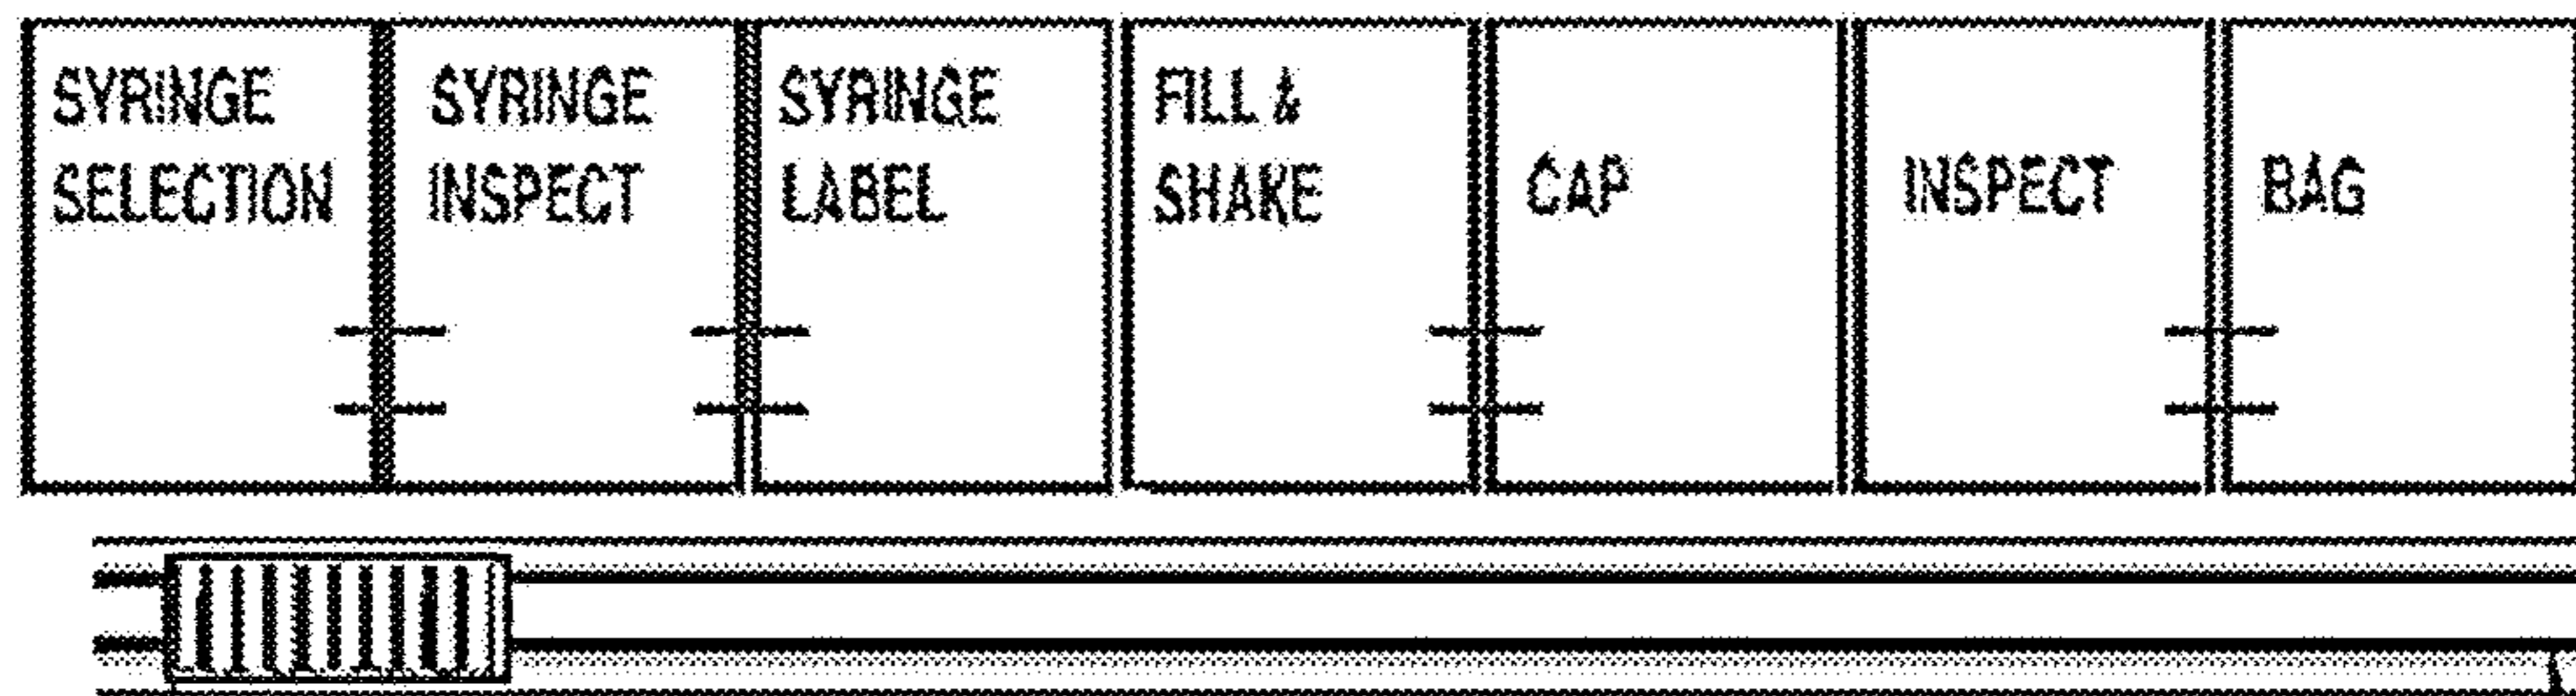 SYRINGE
SELECTION
SYRINGE
INSPECT
SYRINGE
LABEL
FILL &
SHAKE
CAP
INSPECT
BAG